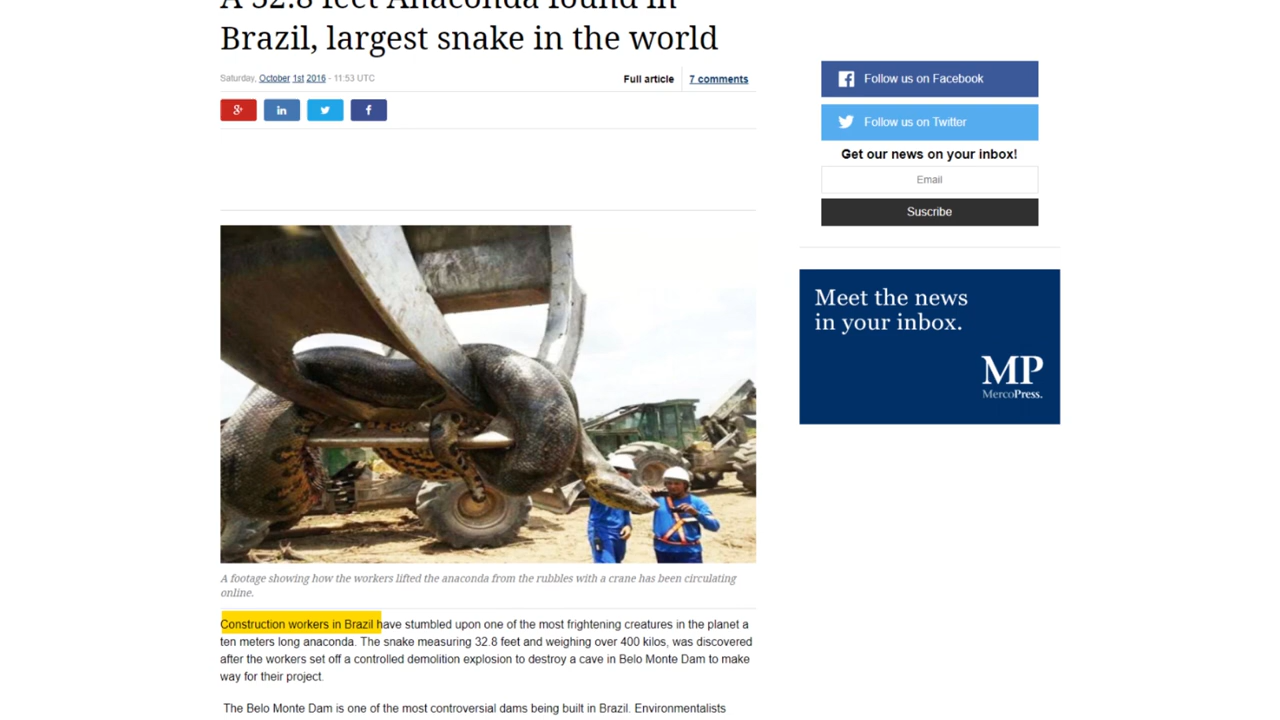 A 32.8 feet Anaconda found in
Brazil, largest snake in the world
Saturday, October 1st 2016 - 11:53 UTC
Full article
7 comments
Follow us on Facebook
Follow us on Twitter
Get our news on your inbox!
Email
Suscribe
Meet the news
in your inbox.
MP
MercoPress.
A footage showing how the workers lifted the anaconda from the rubbles with a crane has been circulating
online.
Construction workers in Brazil have stumbled upon one of the most frightening creatures in the planet a
ten meters long anaconda. The snake measuring 32.8 feet and weighing over 400 kilos, was discovered
after the workers set off a controlled demolition explosion to destroy a cave in Belo Monte Dam to make
way for their project.
The Belo Monte Dam is one of the most controversial dams being built in Brazil. Environmentalists